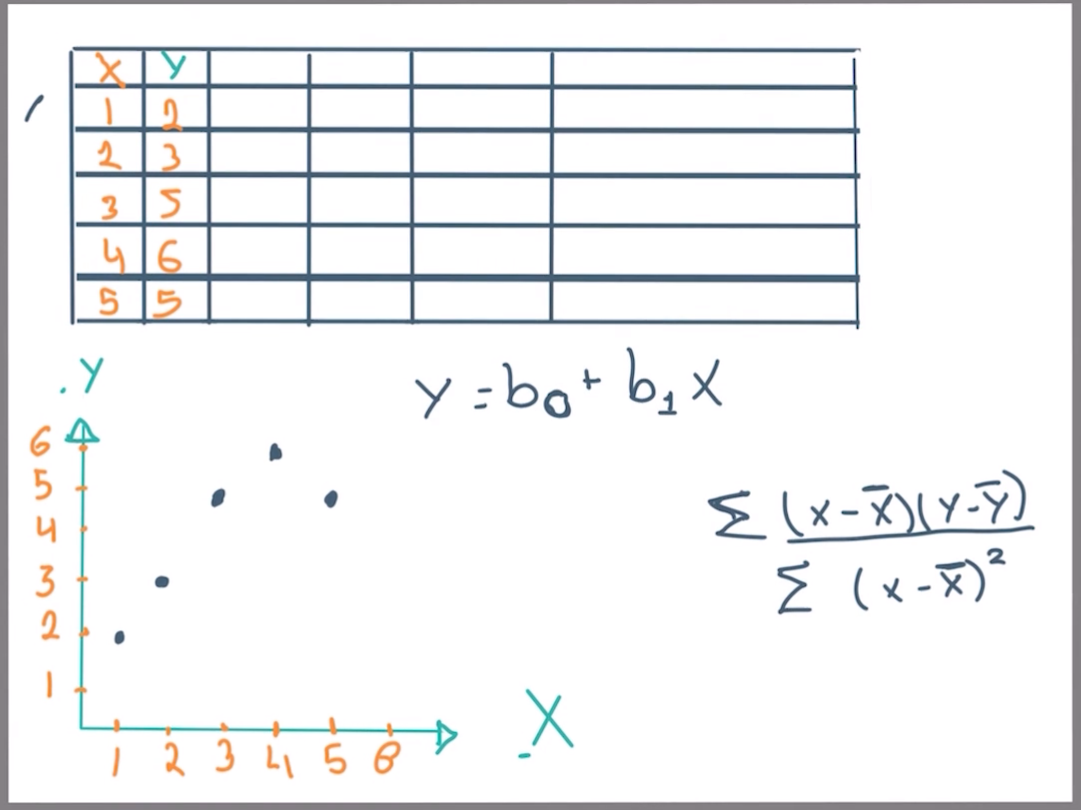 X Y
1 2
2 3
3 5
4 6
5 5
.Y
y = b₀ + b₁ x
6
5
4
3
2
1
Σ (x - x̄)(y - ȳ)
Σ (x - x̄)²
X
1 2 3 4 5 6